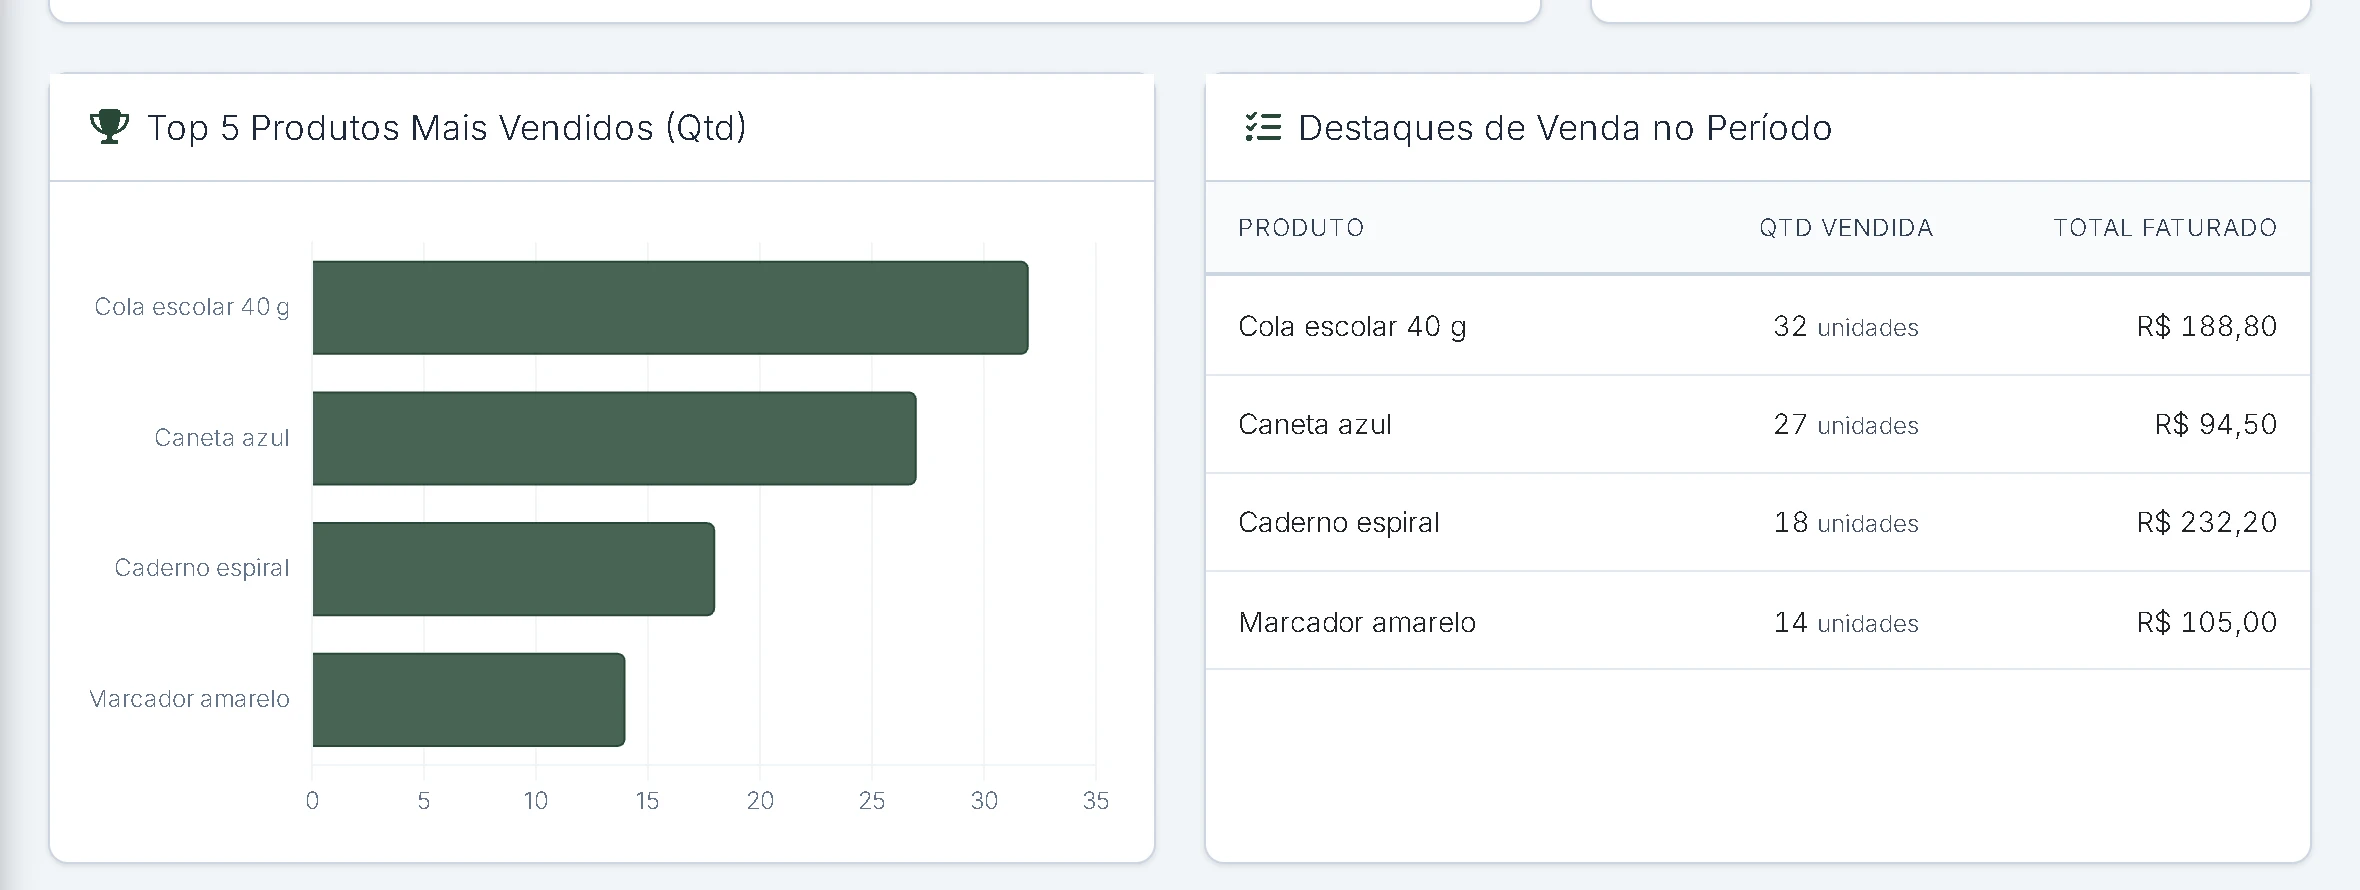 Top 5 Produtos Mais Vendidos (Qtd)
Cola escolar 40 g
Caneta azul
Caderno espiral
Marcador amarelo
0 5 10 15 20 25 30 35
Destaques de Venda no Período
PRODUTO QTD VENDIDA TOTAL FATURADO
Cola escolar 40 g 32 unidades R$ 188,80
Caneta azul 27 unidades R$ 94,50
Caderno espiral 18 unidades R$ 232,20
Marcador amarelo 14 unidades R$ 105,00